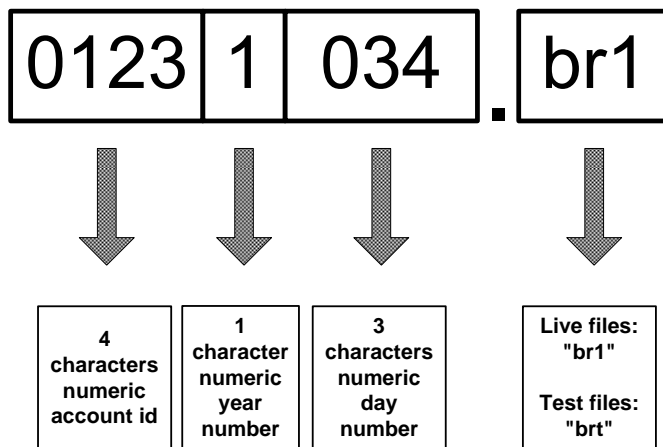 0123 1 034 . br1
4
characters
numeric
account id
1
character
numeric
year
number
3
characters
numeric
day
number
Live files:
"br1"
Test files:
"brt"